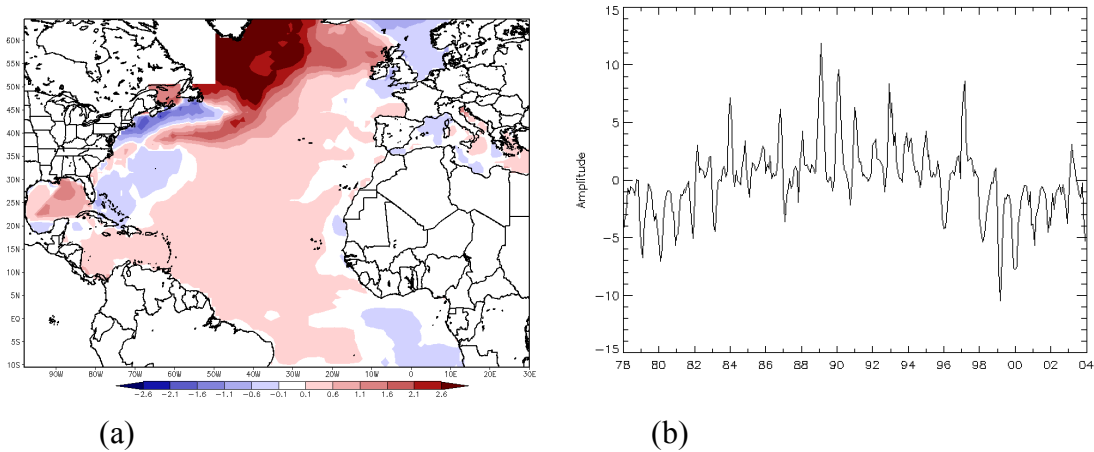 60N
55N
50N
45N
40N
35N
30N
25N
20N
15N
10N
5N
EQ
5S
10S
90W 80W 70W 60W 50W 40W 30W 20W 10W 0 10E 20E 30E
-2.6 -2.1 -1.6 -1.1 -0.6 -0.1 0.1 0.6 1.1 1.6 2.1 2.6
(a)
15
10
5
0
-5
-10
-15
Amplitude
78 80 82 84 86 88 91 93 95 96 98 00 02 04
(b)